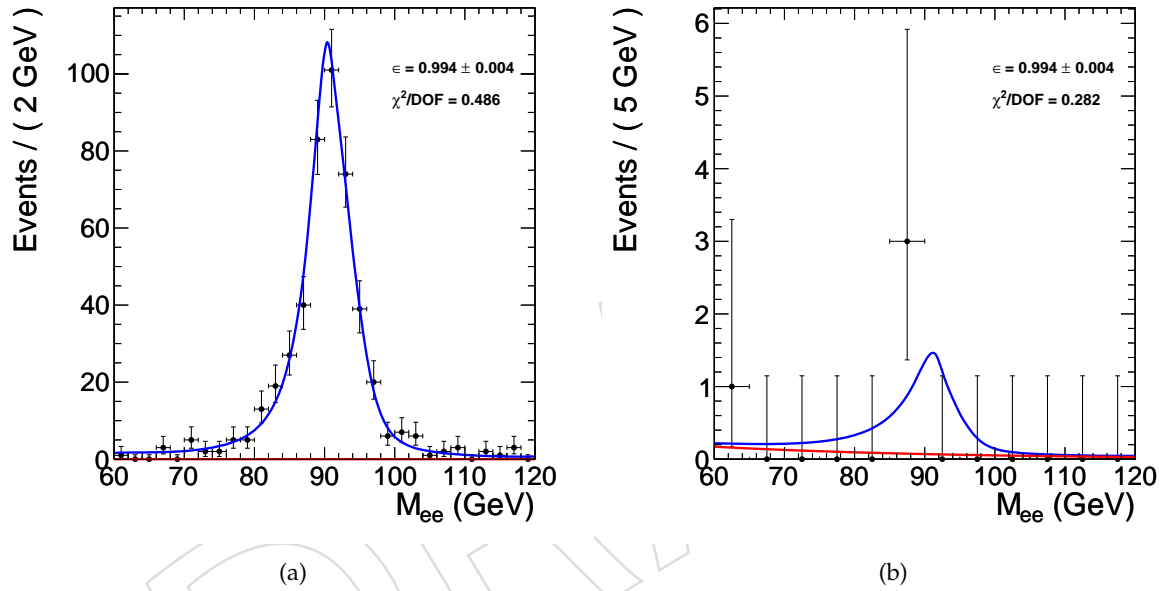 Events / ( 2 GeV )
100
80
60
40
20
0
60 70 80 90 100 110 120
M_ee (GeV)
ϵ = 0.994 ± 0.004
χ²/DOF = 0.486
(a)
Events / ( 5 GeV )
6
5
4
3
2
1
0
60 70 80 90 100 110 120
M_ee (GeV)
ϵ = 0.994 ± 0.004
χ²/DOF = 0.282
(b)